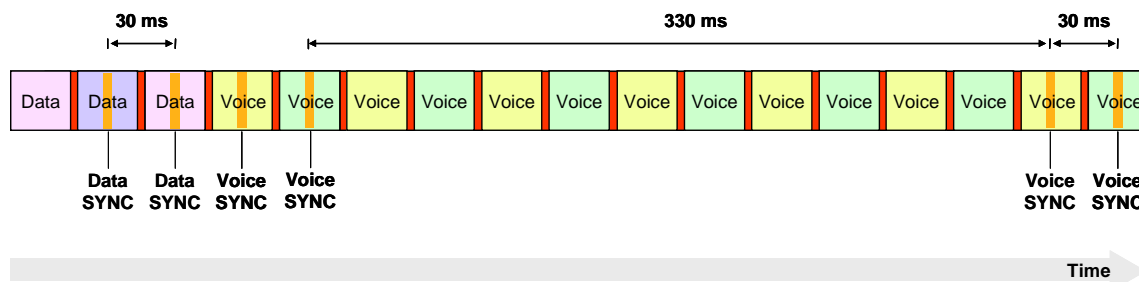 30 ms 330 ms 30 ms
Data Data Data Voice Voice Voice Voice Voice Voice Voice Voice Voice Voice Voice Voice Voice Voice
Data Data Voice Voice Voice Voice
SYNC SYNC SYNC SYNC SYNC SYNC
Time